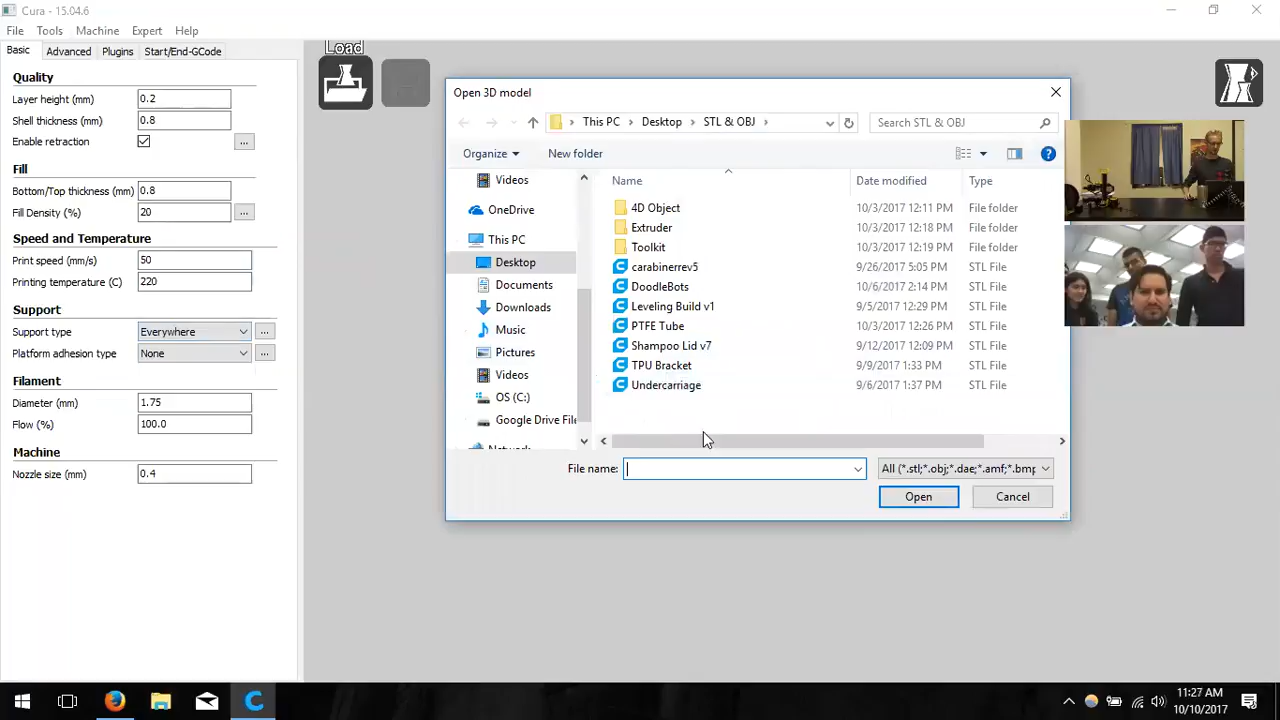 Cura - 15.04.6
File Tools Machine Expert Help
Basic Advanced Plugins Start/End-GCode
Quality
Layer height (mm) 0.2
Shell thickness (mm) 0.8
Enable retraction ...
Fill
Bottom/Top thickness (mm) 0.8
Fill Density (%) 20 ...
Speed and Temperature
Print speed (mm/s) 50
Printing temperature (C) 220
Support
Support type Everywhere ...
Platform adhesion type None ...
Filament
Diameter (mm) 1.75
Flow (%) 100.0
Machine
Nozzle size (mm) 0.4
Load
Open 3D model
This PC > Desktop > STL & OBJ > Search STL & OBJ
Organize New folder
Videos
OneDrive
This PC
Desktop
Documents
Downloads
Music
Pictures
Videos
OS (C:)
Google Drive File
Network
Name Date modified Type
4D Object 10/3/2017 12:11 PM File folder
Extruder 10/3/2017 12:18 PM File folder
Toolkit 10/3/2017 12:19 PM File folder
carabinerrev5 9/26/2017 5:05 PM STL File
DoodleBots 10/6/2017 2:14 PM STL File
Leveling Build v1 9/5/2017 12:29 PM STL File
PTFE Tube 10/3/2017 12:26 PM STL File
Shampoo Lid v7 9/12/2017 12:09 PM STL File
TPU Bracket 9/9/2017 1:33 PM STL File
Undercarriage 9/6/2017 1:37 PM STL File
File name: All (*.stl;*.obj;*.dae;*.amf;*.bmp
Open Cancel
11:27 AM
10/10/2017